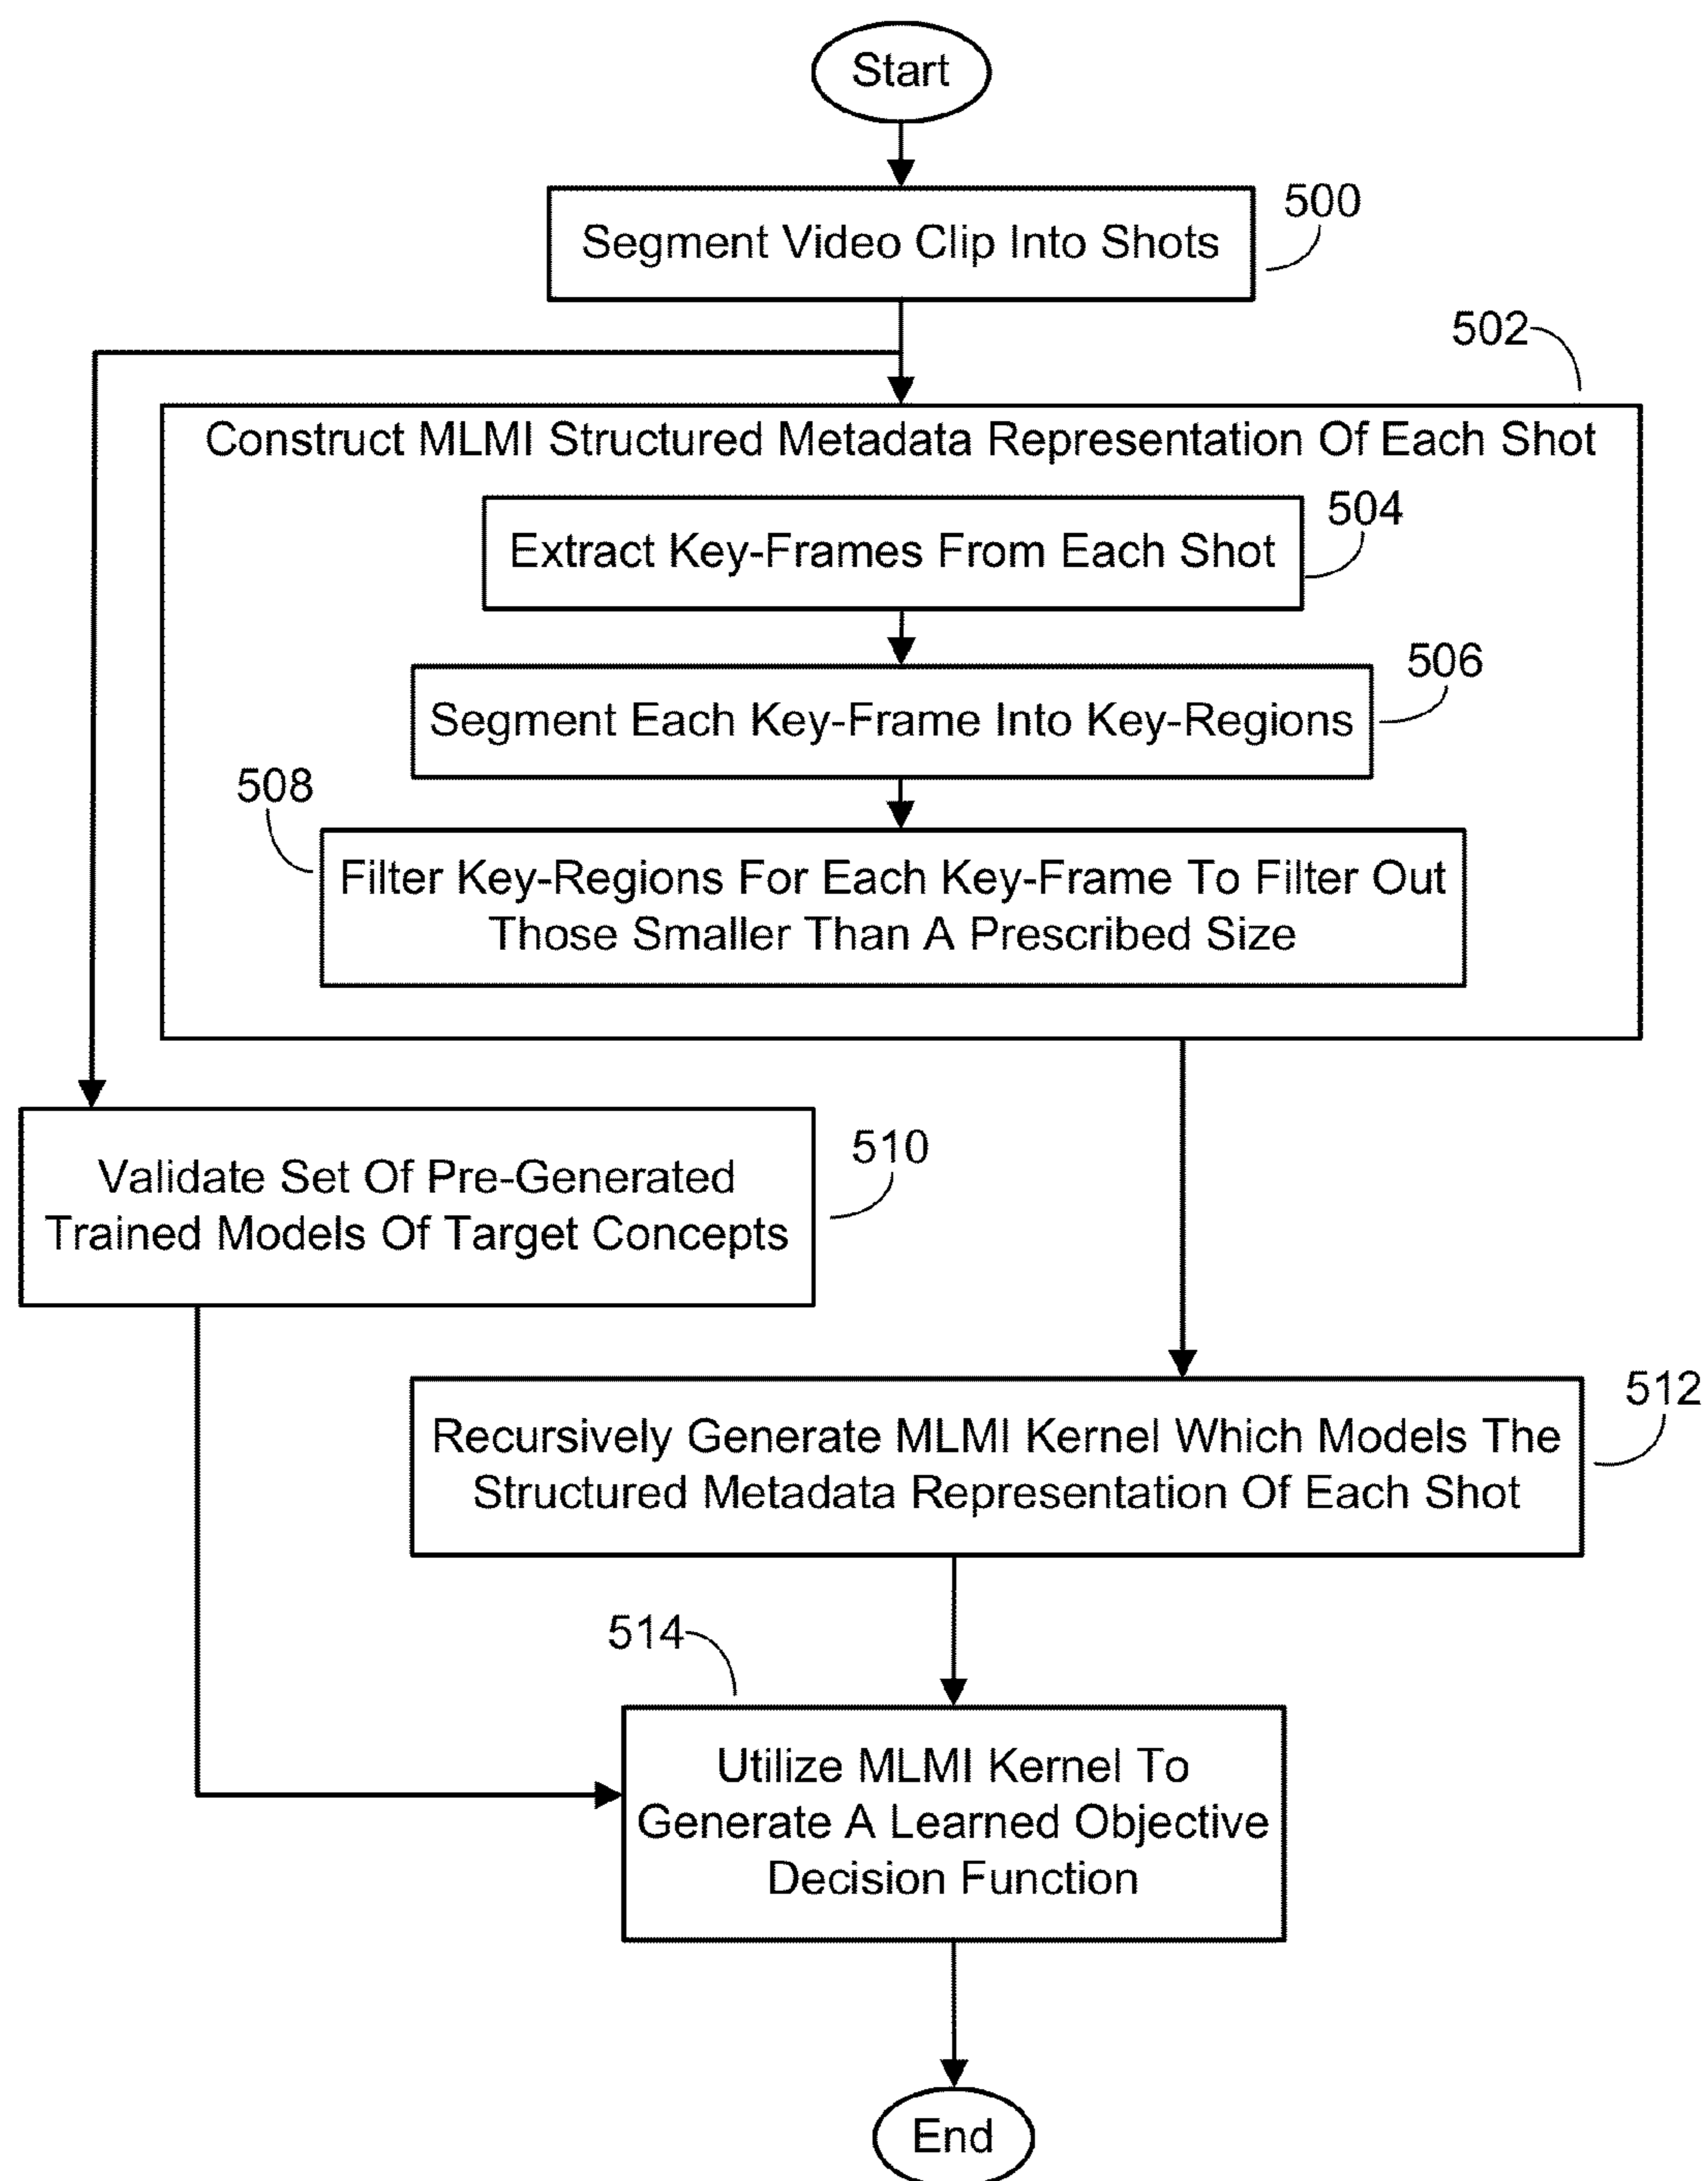 Start
Segment Video Clip Into Shots
500
502
Construct MLMI Structured Metadata Representation Of Each Shot
Extract Key-Frames From Each Shot
504
Segment Each Key-Frame Into Key-Regions
506
508
Filter Key-Regions For Each Key-Frame To Filter Out
Those Smaller Than A Prescribed Size
Validate Set Of Pre-Generated
Trained Models Of Target Concepts
510
Recursively Generate MLMI Kernel Which Models The
Structured Metadata Representation Of Each Shot
512
514
Utilize MLMI Kernel To
Generate A Learned Objective
Decision Function
End